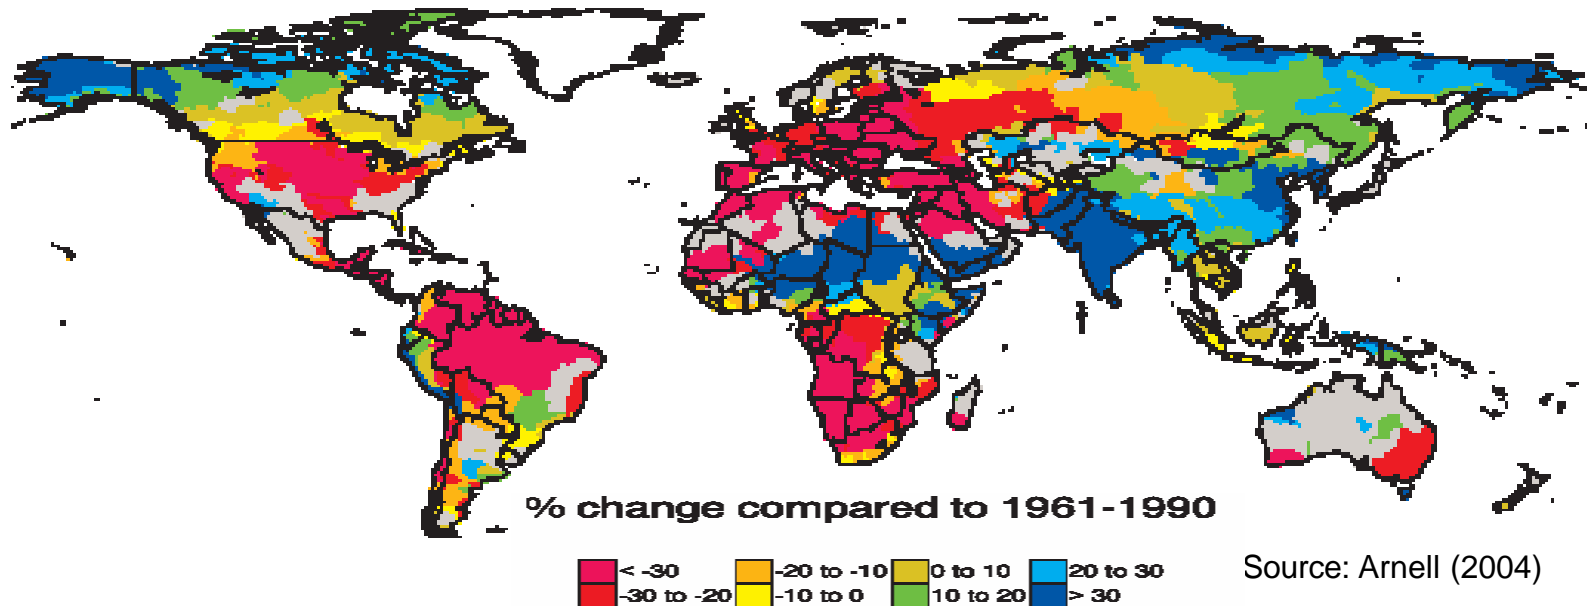 % change compared to 1961-1990
< -30 -20 to -10 0 to 10 20 to 30
-30 to -20 -10 to 0 10 to 20 > 30
Source: Arnell (2004)